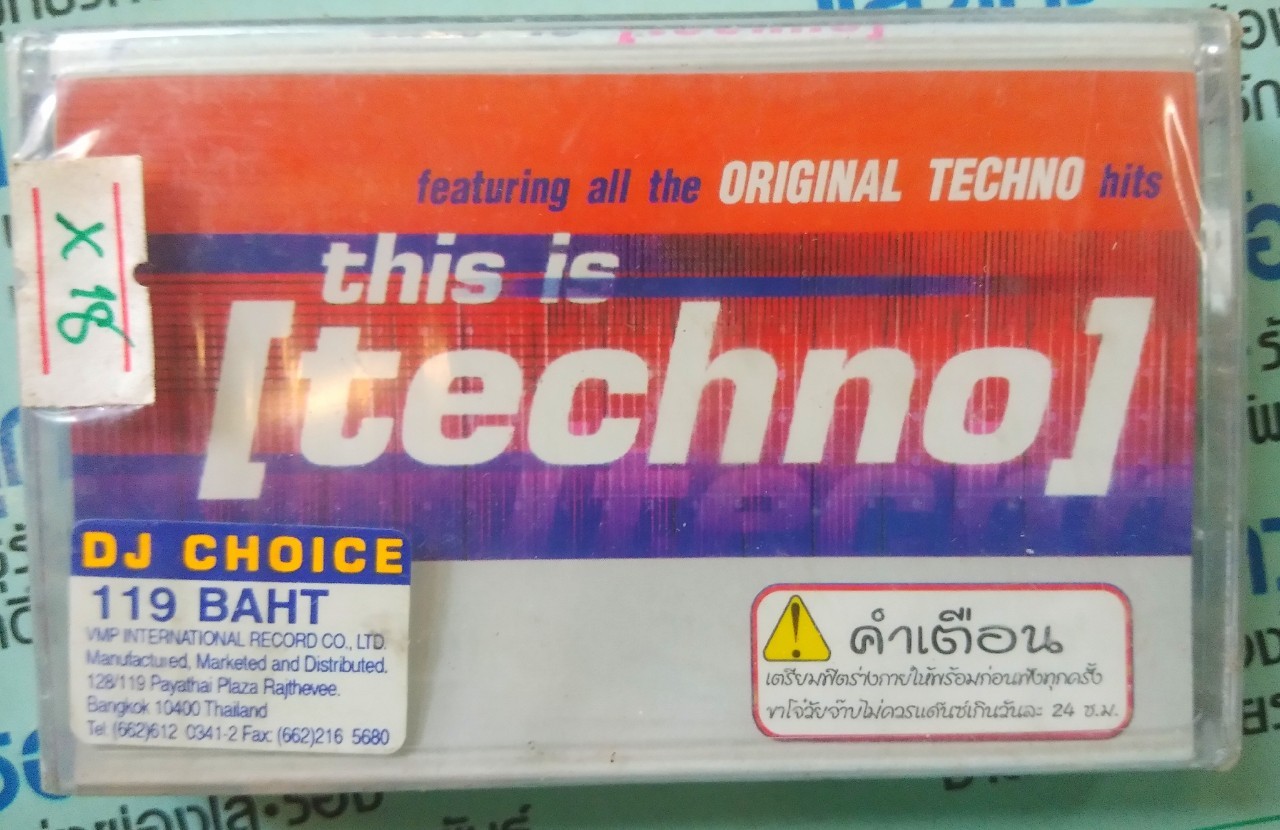 featuring all the ORIGINAL TECHNO hits
this is
[techno]
X 18
DJ CHOICE
119 BAHT
VMP INTERNATIONAL RECORD CO., LTD.
Manufactured, Marketed and Distributed.
128/119 Payathai Plaza Rajthevee.
Bangkok 10400 Thailand
Tel: (662)612 0341-2 Fax: (662)216 5680
คำเตือน
เตรียมฟิตร่างกายให้พร้อมก่อนฟังทุกครั้ง
ขาโจ๋วัยจ๊าบไม่ควรแด๊นซ์เกินวันละ 24 ช.ม.